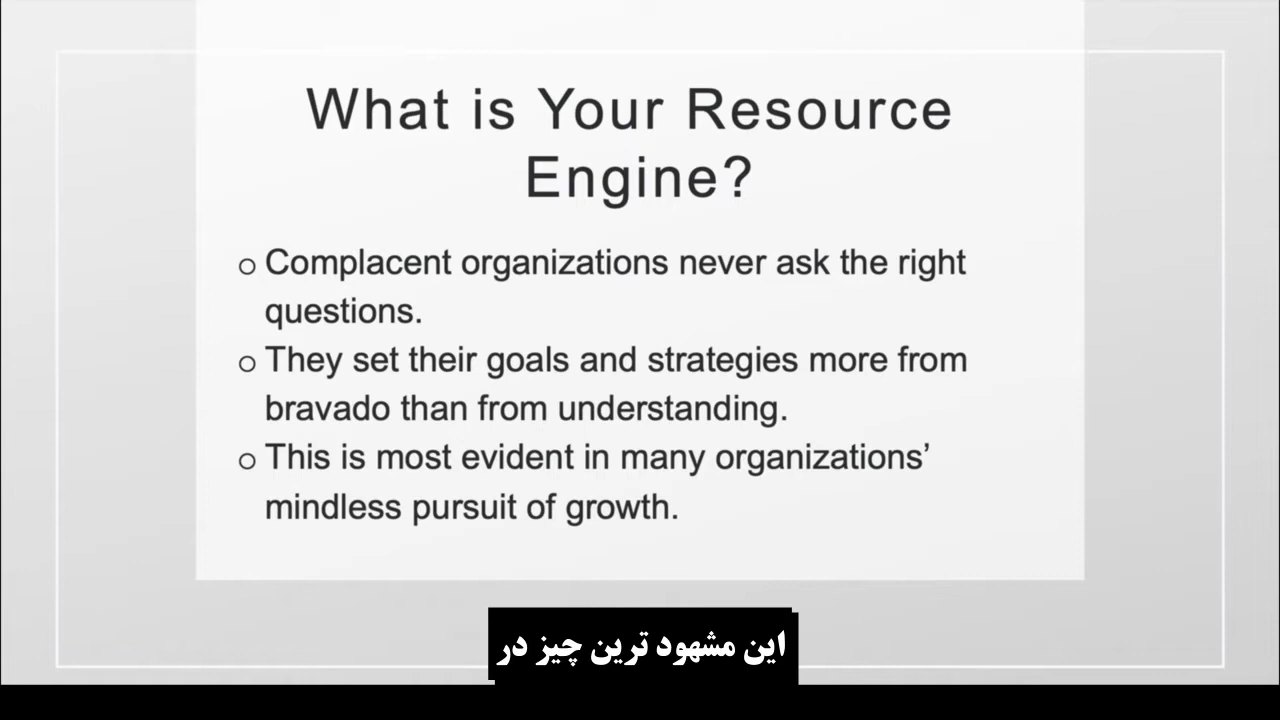 What is Your Resource
Engine?
o Complacent organizations never ask the right
questions.
o They set their goals and strategies more from
bravado than from understanding.
o This is most evident in many organizations’
mindless pursuit of growth.
این مشهود ترین چیز در